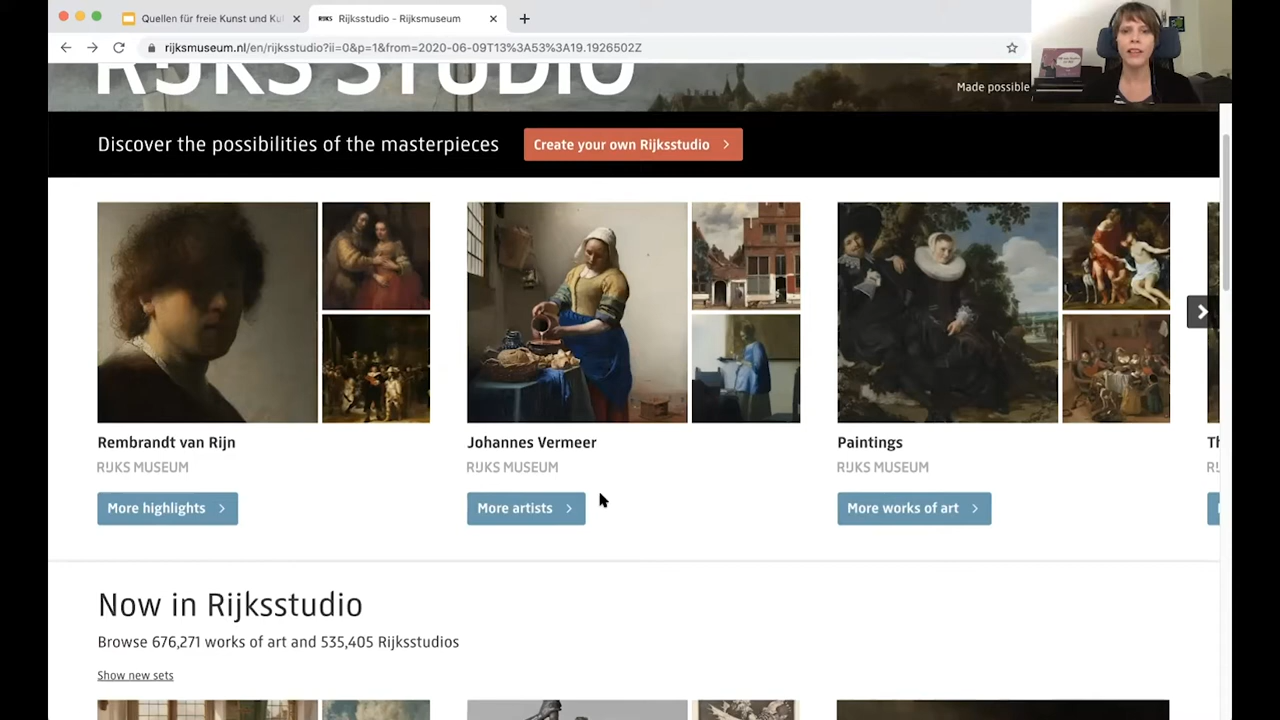 Quellen für freie Kunst und Ku
Rijksstudio - Rijksmuseum
rijksmuseum.nl/en/rijksstudio?ii=0&p=1&from=2020-06-09T13%3A53%3A19.1926502Z
RIJKS STUDIO
Made possible
Discover the possibilities of the masterpieces
Create your own Rijksstudio
Rembrandt van Rijn
Johannes Vermeer
Paintings
Th
RIJKS MUSEUM
RIJKS MUSEUM
RIJKS MUSEUM
More highlights
More artists
More works of art
Now in Rijksstudio
Browse 676,271 works of art and 535,405 Rijksstudios
Show new sets